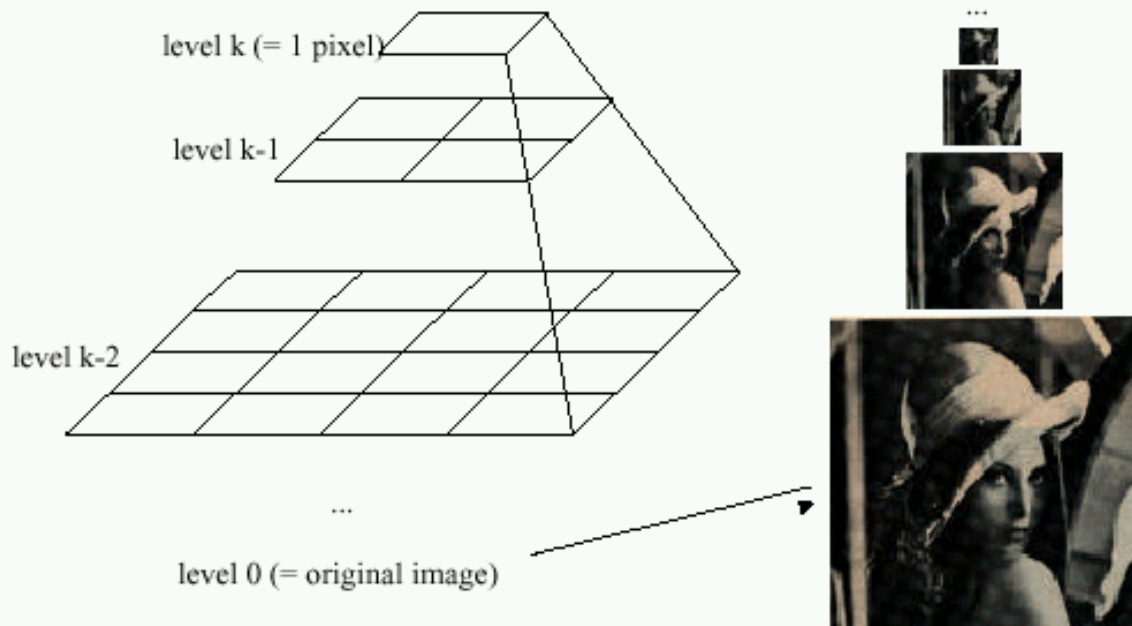 ...
level k (= 1 pixel)
level k-1
level k-2
...
level 0 (= original image)